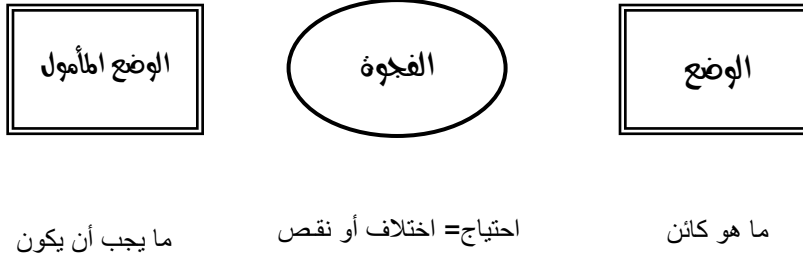 الوضع
الفجوة
الوضع المأمول
ما هو كائن
احتياج= اختلاف أو نقص
ما يجب أن يكون